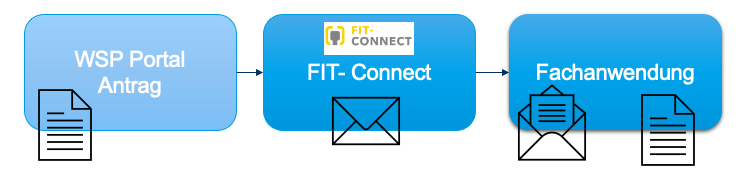 WSP Portal
Antrag
FIT-
CONNECT
FIT- Connect
Fachanwendung